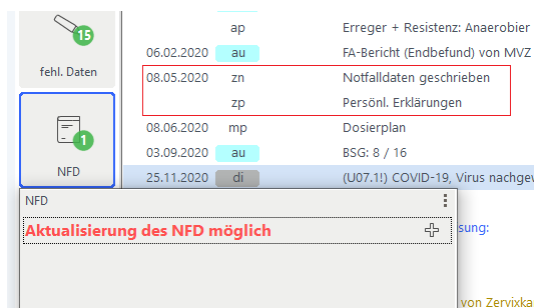 15
fehl. Daten
1
NFD
ap Erreger + Resistenz: Anaerobier
06.02.2020 au FA-Bericht (Endbefund) von MVZ
08.05.2020 zn Notfalldaten geschrieben
zp Persönl. Erklärungen
08.06.2020 mp Dosierplan
03.09.2020 au BSG: 8 / 16
25.11.2020 di (U07.1!) COVID-19, Virus nachgew
NFD
Aktualisierung des NFD möglich
sung:
von Zervixka